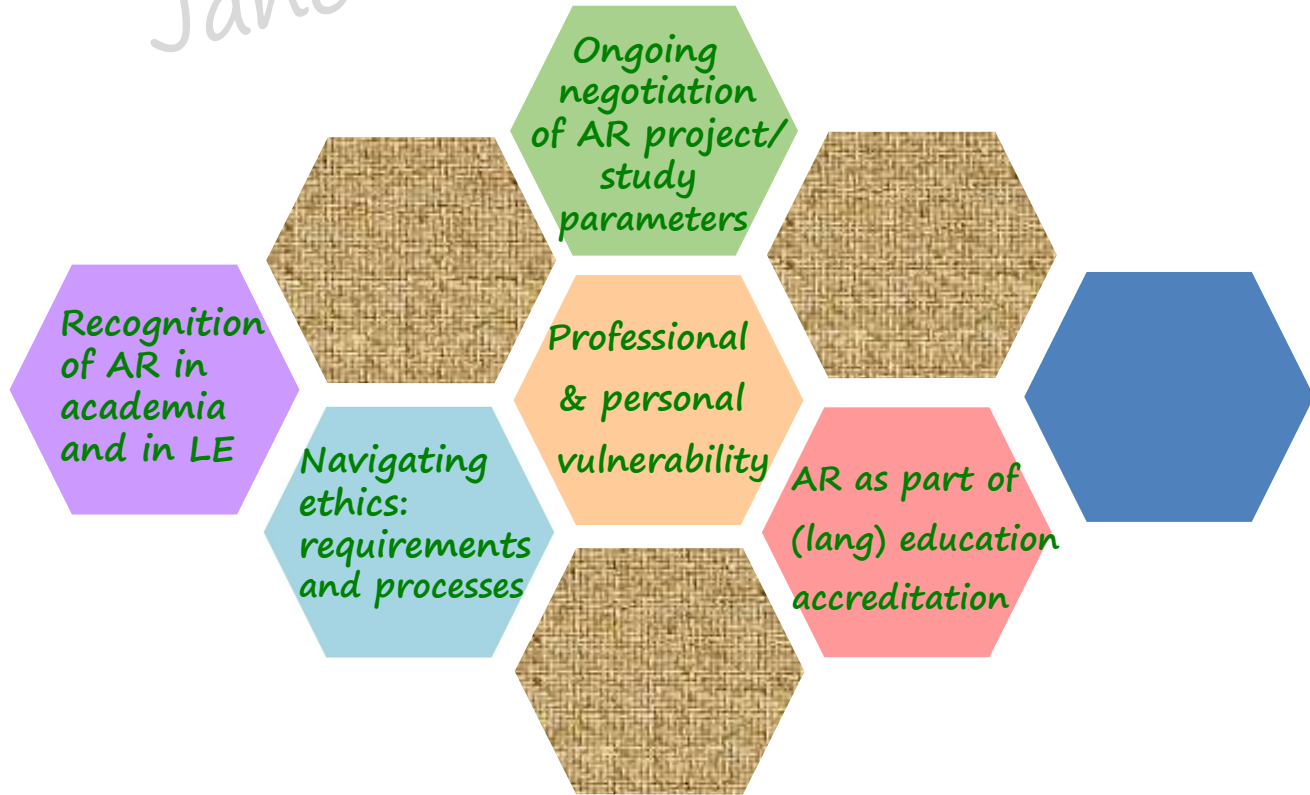 Ongoing
negotiation
of AR project/
study
parameters
Recognition
of AR in
academia
and in LE
Professional
& personal
vulnerability
Navigating
ethics:
requirements
and processes
AR as part of
(lang) education
accreditation